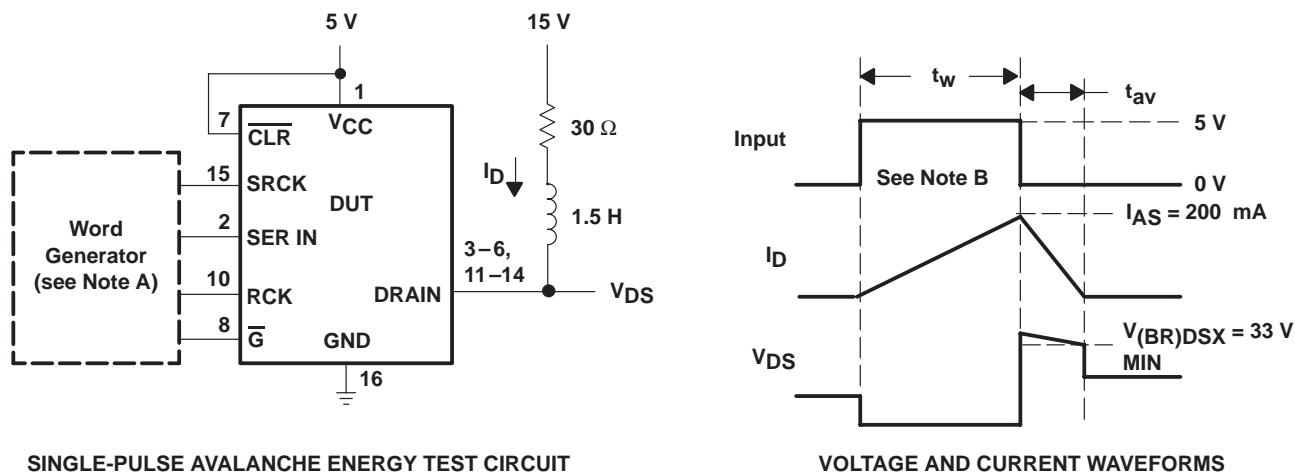 5 V
15 V
1
7
CLR
VCC
30 Ω
ID
15
SRCK
DUT
1.5 H
Word
Generator
(see Note A)
2
SER IN
3–6,
11–14
10
RCK
DRAIN
VDS
8
G
GND
16
SINGLE-PULSE AVALANCHE ENERGY TEST CIRCUIT
tw
tav
Input
5 V
See Note B
0 V
IAS = 200 mA
ID
V(BR)DSX = 33 V
MIN
VDS
VOLTAGE AND CURRENT WAVEFORMS